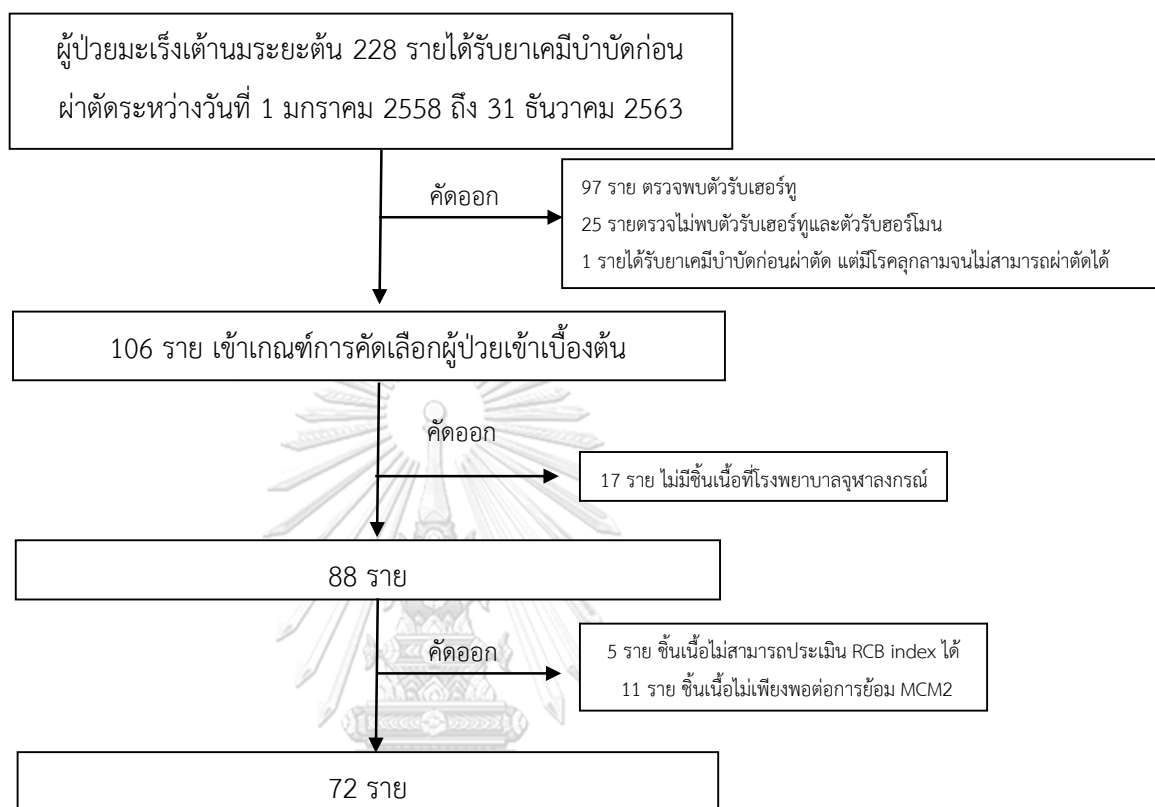 ผู้ป่วยมะเร็งเต้านมระยะต้น 228 รายได้รับยาเคมีบำบัดก่อน
ผ่าตัดระหว่างวันที่ 1 มกราคม 2558 ถึง 31 ธันวาคม 2563
คัดออก
97 ราย ตรวจพบตัวรับเฮอร์ทู
25 รายตรวจไม่พบตัวรับเฮอร์ทูและตัวรับฮอร์โมน
1 รายได้รับยาเคมีบำบัดก่อนผ่าตัด แต่มีโรคลุกลามจนไม่สามารถผ่าตัดได้
106 ราย เข้าเกณฑ์การคัดเลือกผู้ป่วยเข้าเบื้องต้น
คัดออก
17 ราย ไม่มีชิ้นเนื้อที่โรงพยาบาลจุฬาลงกรณ์
88 ราย
คัดออก
5 ราย ชิ้นเนื้อไม่สามารถประเมิน RCB index ได้
11 ราย ชิ้นเนื้อไม่เพียงพอต่อการย้อม MCM2
72 ราย